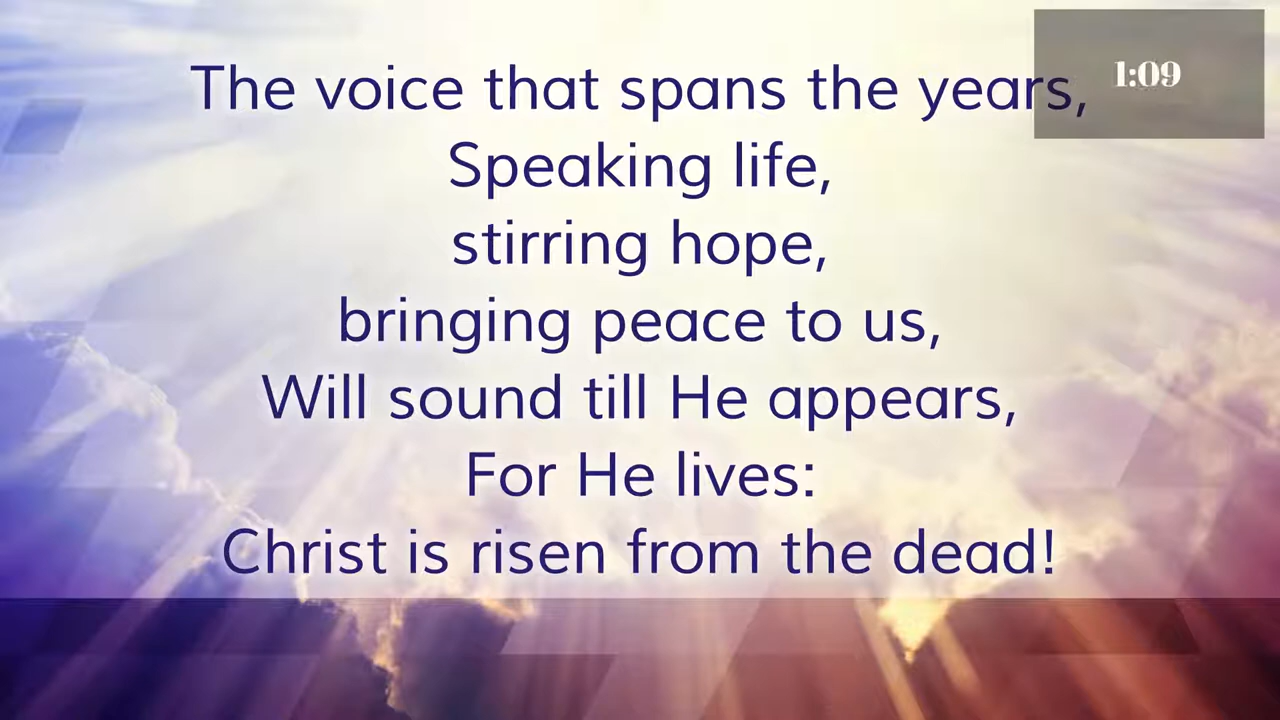 The voice that spans the years,
1:09
Speaking life,
stirring hope,
bringing peace to us,
Will sound till He appears,
For He lives:
Christ is risen from the dead!